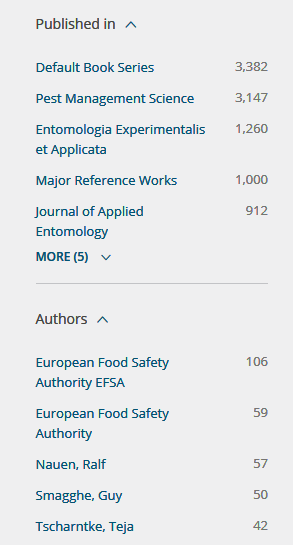 Published in
Default Book Series 3,382
Pest Management Science 3,147
Entomologia Experimentalis 1,260
et Applicata
Major Reference Works 1,000
Journal of Applied 912
Entomology
MORE (5)
Authors
European Food Safety 106
Authority EFSA
European Food Safety 59
Authority
Nauen, Ralf 57
Smagghe, Guy 50
Tscharntke, Teja 42